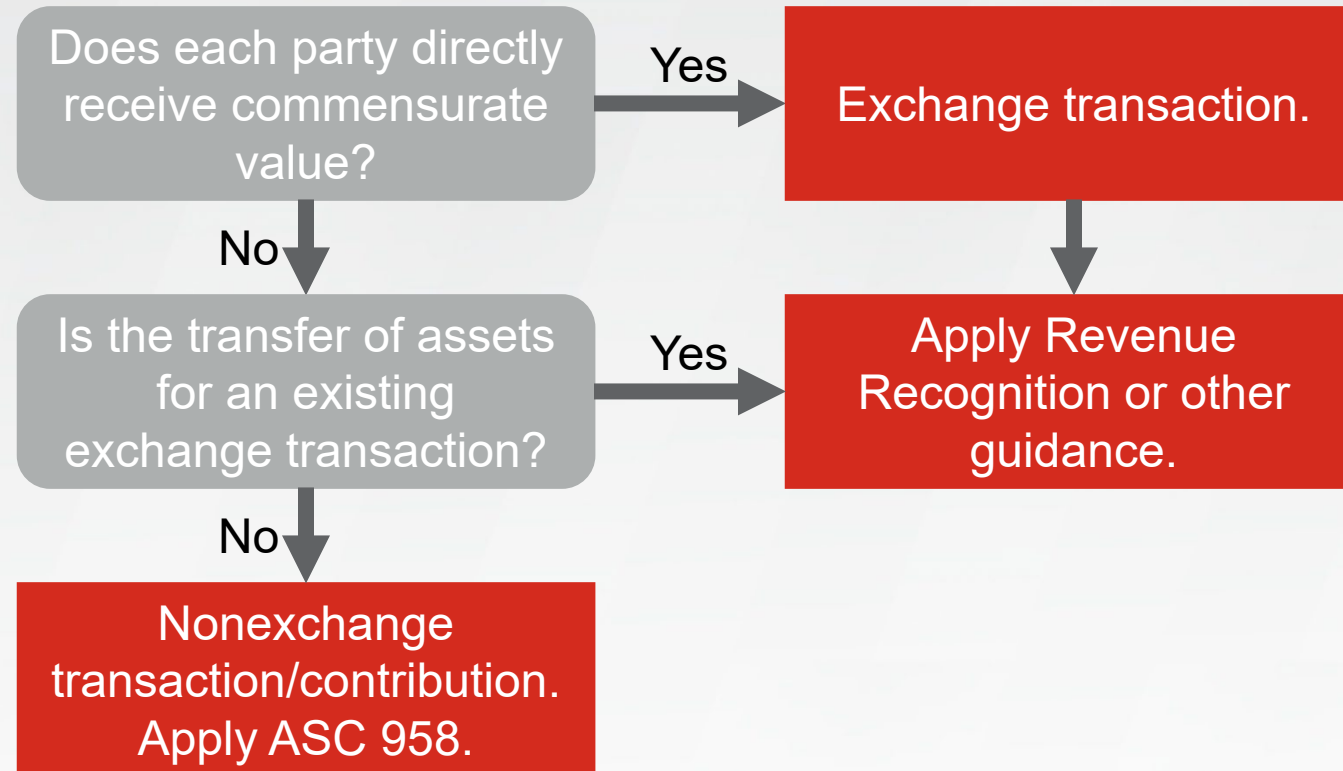 Does each party directly
receive commensurate
value?
Yes
Exchange transaction.
No
Is the transfer of assets
for an existing
exchange transaction?
Yes
Apply Revenue
Recognition or other
guidance.
No
Nonexchange
transaction/contribution.
Apply ASC 958.